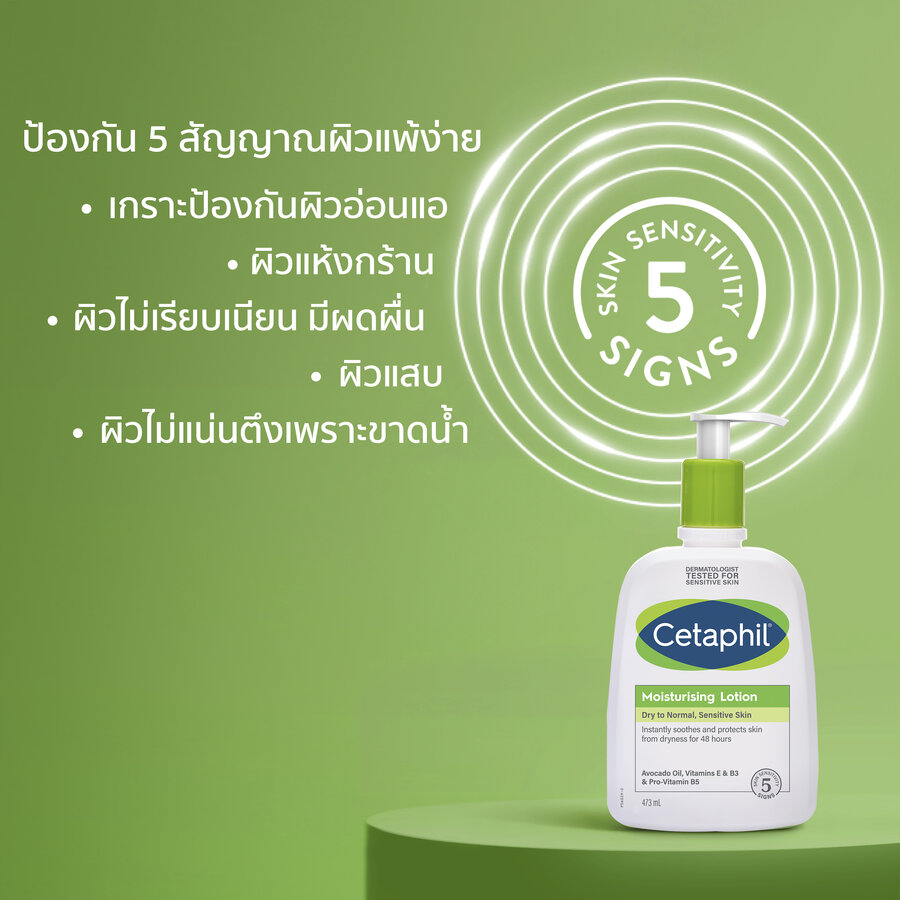 ป้องกัน 5 สัญญาณผิวแพ้ง่าย
• เกราะป้องกันผิวอ่อนแอ
• ผิวแห้งกร้าน
• ผิวไม่เรียบเนียน มีผดผื่น
• ผิวแสบ
• ผิวไม่แน่นตึงเพราะขาดน้ำ
SKIN SENSITIVITY
5
SIGNS
DERMATOLOGIST
TESTED FOR
SENSITIVE SKIN
Cetaphil®
Moisturising Lotion
Dry to Normal, Sensitive Skin
Instantly soothes and protects skin
from dryness for 48 hours
Avocado Oil, Vitamins E & B3
& Pro-Vitamin B5
SKIN SENSITIVITY
5
SIGNS
473 mL